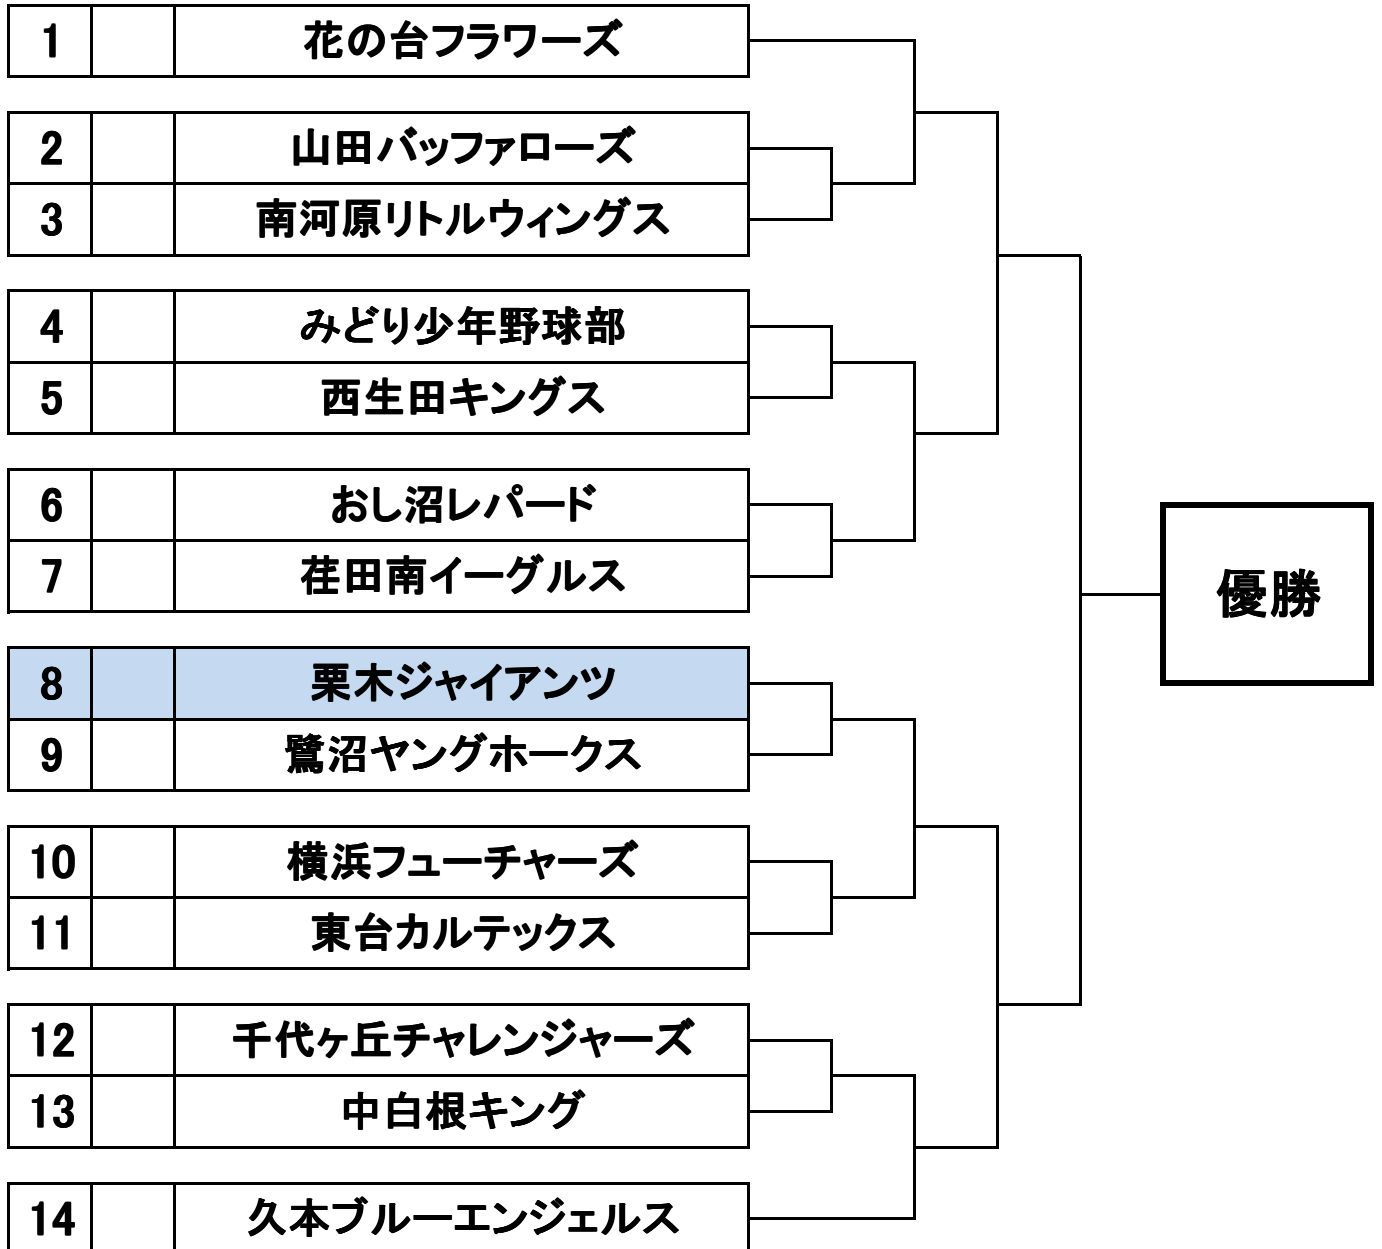 1 花の台フラワーズ
2 山田バッファローズ
3 南河原リトルウィングス
4 みどり少年野球部
5 西生田キングス
6 おし沼レパード
7 荏田南イーグルス
優勝
8 栗木ジャイアンツ
9 鷺沼ヤングホークス
10 横浜フューチャーズ
11 東台カルテックス
12 千代ヶ丘チャレンジャーズ
13 中白根キング
14 久本ブルーエンジェルス